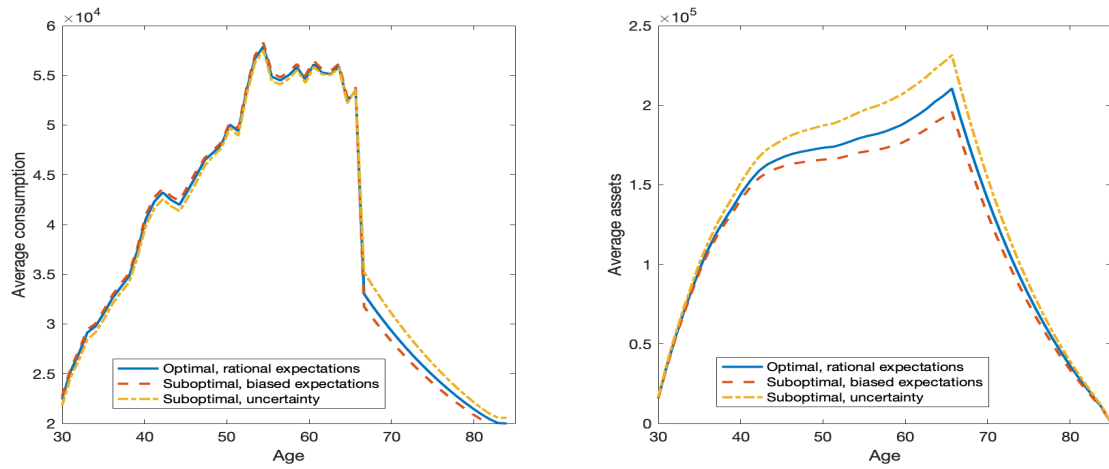 ×10⁴
6
5.5
5
4.5
4
3.5
3
2.5
2
Average consumption
Optimal, rational expectations
Suboptimal, biased expectations
Suboptimal, uncertainty
30 40 50 60 70 80
Age
×10⁵
2.5
2
1.5
1
0.5
0
Average assets
Optimal, rational expectations
Suboptimal, biased expectations
Suboptimal, uncertainty
30 40 50 60 70 80
Age